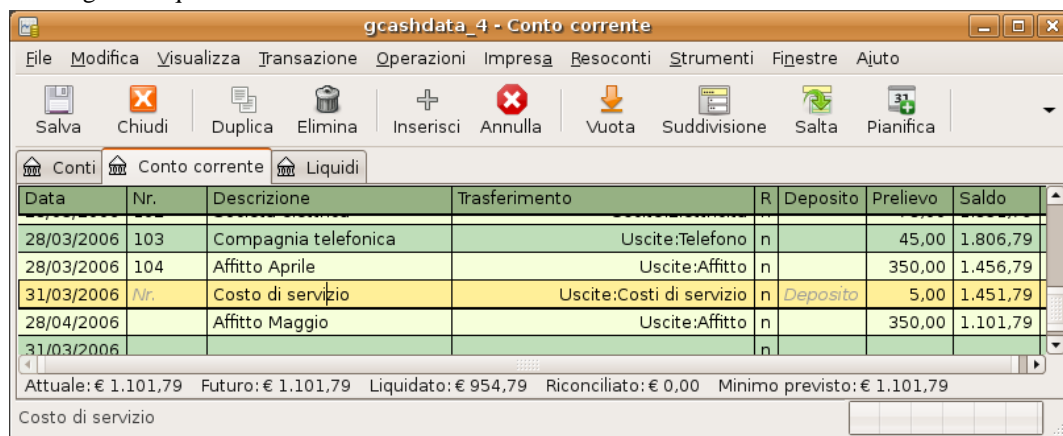 gcashdata_4 - Conto corrente
File Modifica Visualizza Transazione Operazioni Impresa Resoconti Strumenti Finestre Aiuto
Salva Chiudi Duplica Elimina Inserisci Annulla Vuota Suddivisione Salta Pianifica
Conti Conto corrente Liquidi
Data Nr. Descrizione Trasferimento R Deposito Prelievo Saldo
28/03/2006 103 Compagnia telefonica Uscite:Telefono n 45,00 1.806,79
28/03/2006 104 Affitto Aprile Uscite:Affitto n 350,00 1.456,79
31/03/2006 Nr. Costo di servizio Uscite:Costi di servizio n Deposito 5,00 1.451,79
28/04/2006 Affitto Maggio Uscite:Affitto n 350,00 1.101,79
31/03/2006 n
Attuale: € 1.101,79 Futuro: € 1.101,79 Liquidato: € 954,79 Riconciliato: € 0,00 Minimo previsto: € 1.101,79
Costo di servizio